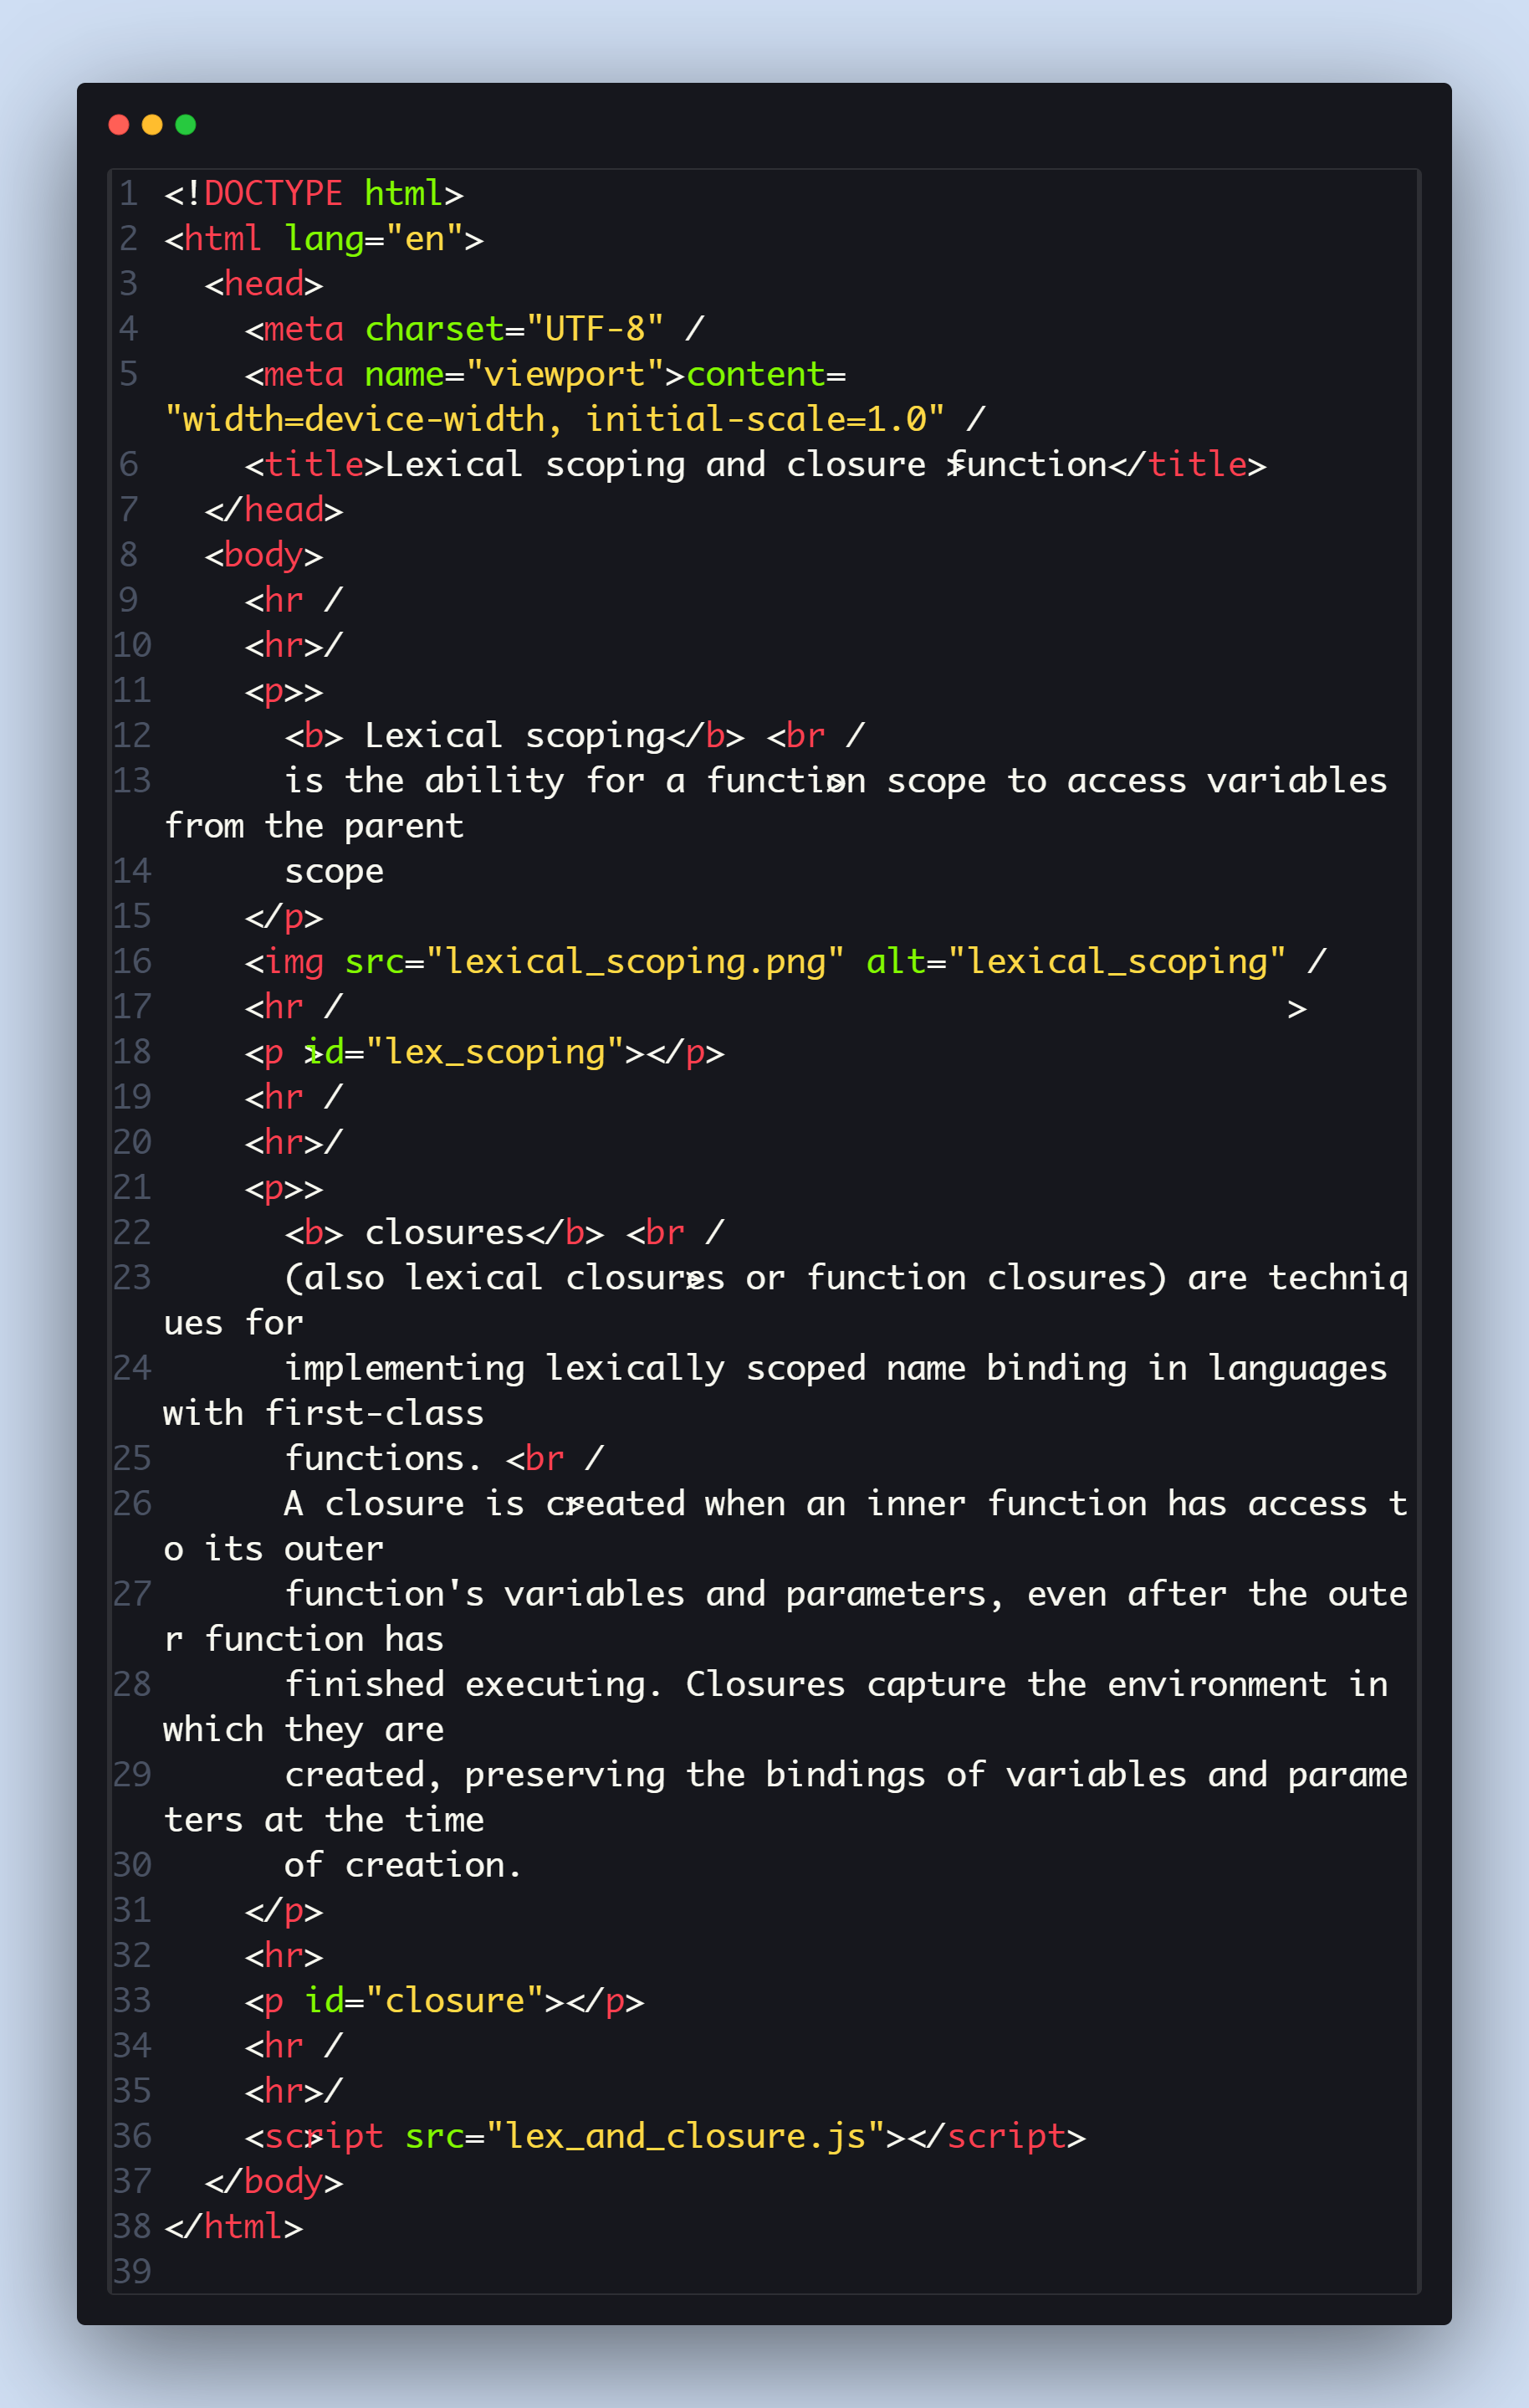 1 <!DOCTYPE html>
2 <html lang="en">
3   <head>
4     <meta charset="UTF-8" /
5     <meta name="viewport">content=
"width=device-width, initial-scale=1.0" /
6     <title>Lexical scoping and closure function</title>
7   </head>
8   <body>
9     <hr /
10     <hr>/
11     <p>>
12       <b> Lexical scoping</b> <br /
13       is the ability for a function scope to access variables
from the parent
14       scope
15     </p>
16     <img src="lexical_scoping.png" alt="lexical_scoping" /
17     <hr /                                               >
18     <p id="lex_scoping"></p>
19     <hr /
20     <hr>/
21     <p>>
22       <b> closures</b> <br /
23       (also lexical closures or function closures) are techniq
ues for
24       implementing lexically scoped name binding in languages
with first-class
25       functions. <br /
26       A closure is created when an inner function has access t
o its outer
27       function's variables and parameters, even after the oute
r function has
28       finished executing. Closures capture the environment in
which they are
29       created, preserving the bindings of variables and parame
ters at the time
30       of creation.
31     </p>
32     <hr>
33     <p id="closure"></p>
34     <hr /
35     <hr>/
36     <script src="lex_and_closure.js"></script>
37   </body>
38 </html>
39